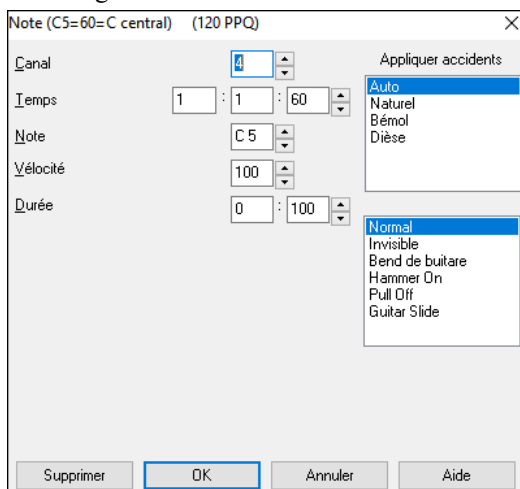 Note (C5=60=C central) (120 PPQ)
Canal 4
Temps 1 : 1 : 60
Note C 5
Vélocité 100
Durée 0 : 100
Appliquer accidents
Auto
Naturel
Bémol
Dièse
Normal
Invisible
Bend de buitare
Hammer On
Pull Off
Guitar Slide
Supprimer OK Annuler Aide